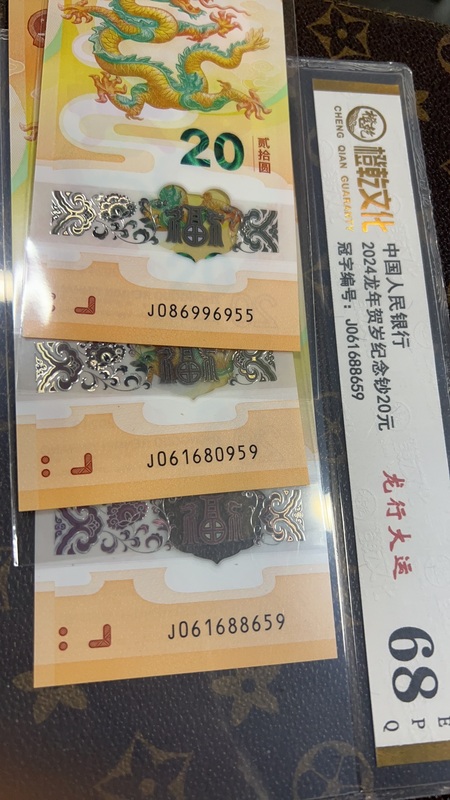 20
贰拾圆
J086996955
J061680959
J061688659
橙乾文化
CHENG QIAN GUARANTY
中国人民银行
2024龙年贺岁纪念钞20元
冠字编号：J061688659
龙行大运
68
E
P
Q